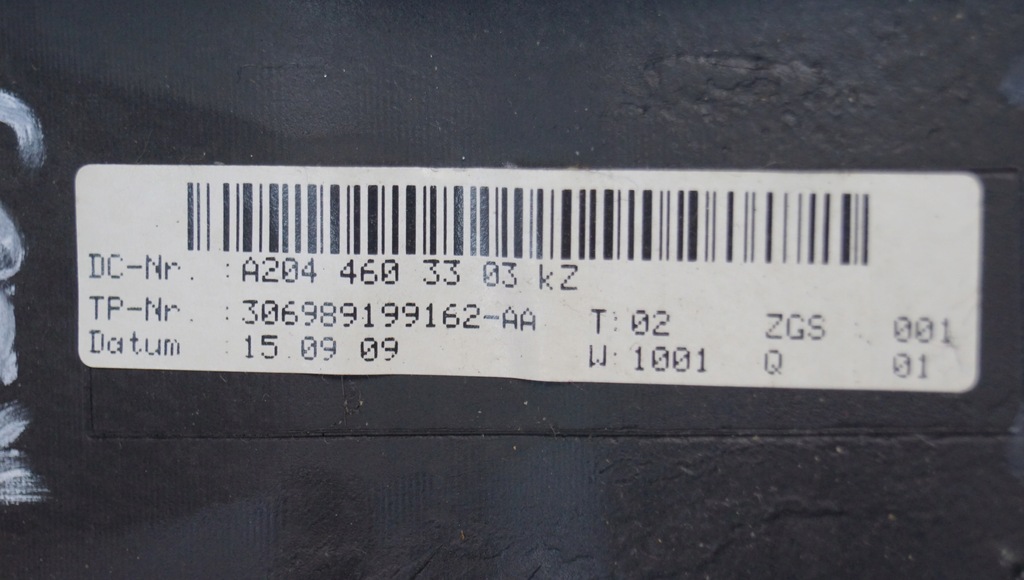 DC-Nr. : A204 460 33 03 kZ
TP-Nr. : 306989199162-AA T: 02 ZGS : 001
Datum : 15 09 09 W: 1001 Q 01